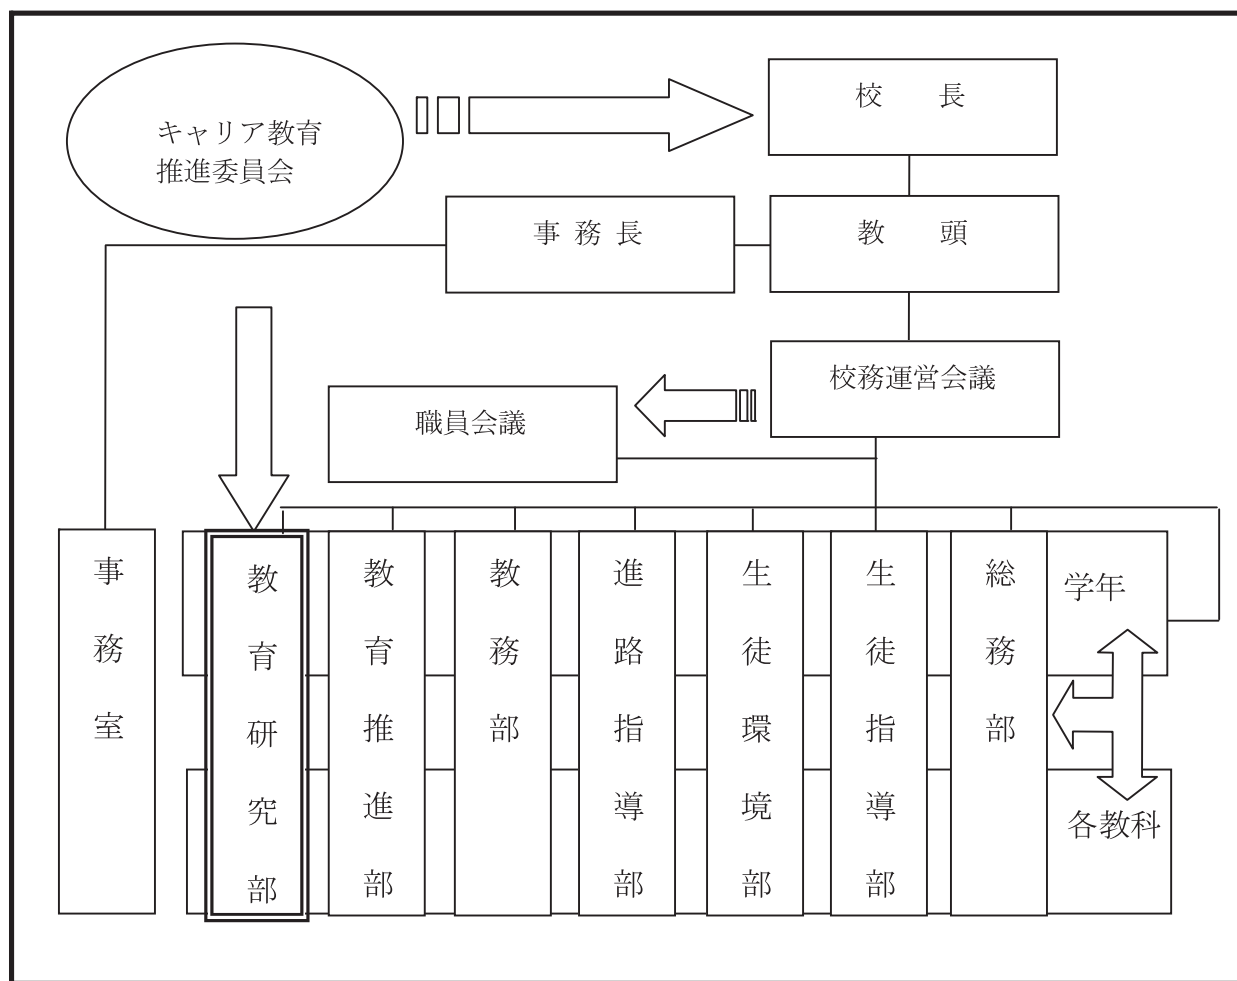 キャリア教育
推進委員会
校　　長
事 務 長
教　　頭
校務運営会議
職員会議
事務室
教育研究部
教育推進部
教務部
進路指導部
生徒環境部
生徒指導部
総務部
学年
各教科